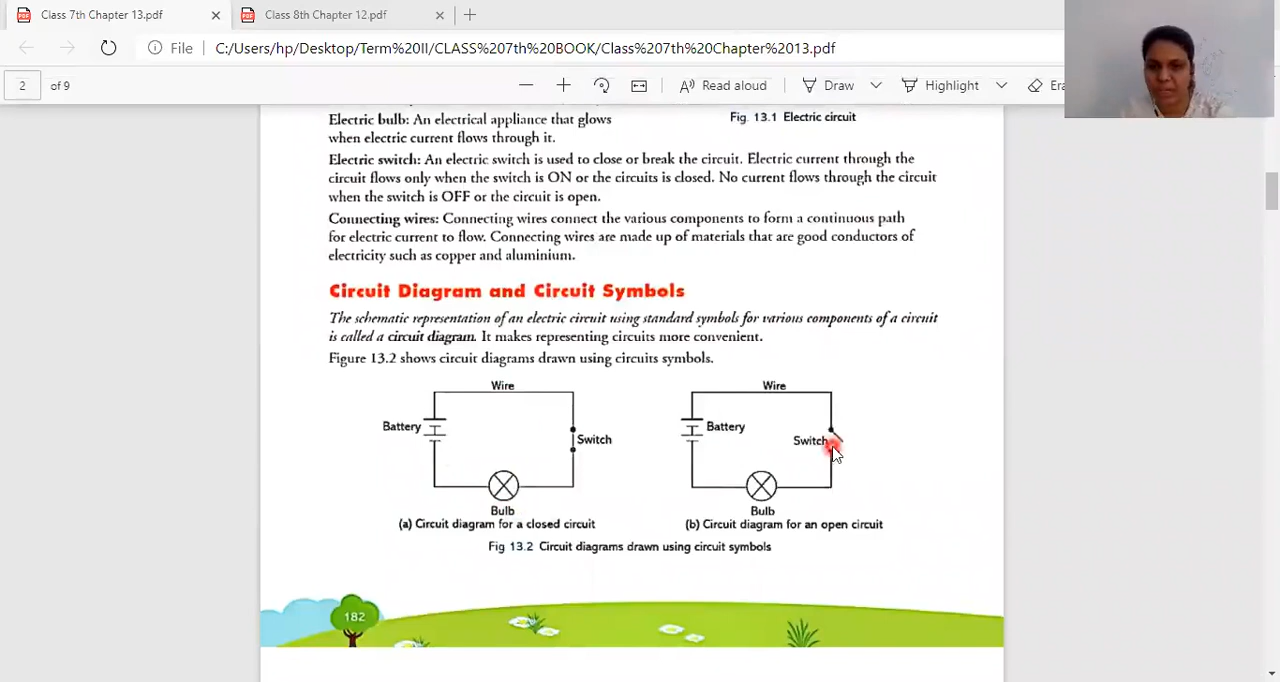 Class 7th Chapter 13.pdf
Class 8th Chapter 12.pdf
File
C:/Users/hp/Desktop/Term%20II/CLASS%207th%20BOOK/Class%207th%20Chapter%2013.pdf
2 of 9
Read aloud
Draw
Highlight
Era
Electric bulb: An electrical appliance that glows
when electric current flows through it.
Fig. 13.1 Electric circuit
Electric switch: An electric switch is used to close or break the circuit. Electric current through the
circuit flows only when the switch is ON or the circuits is closed. No current flows through the circuit
when the switch is OFF or the circuit is open.
Connecting wires: Connecting wires connect the various components to form a continuous path
for electric current to flow. Connecting wires are made up of materials that are good conductors of
electricity such as copper and aluminium.
Circuit Diagram and Circuit Symbols
The schematic representation of an electric circuit using standard symbols for various components of a circuit
is called a circuit diagram. It makes representing circuits more convenient.
Figure 13.2 shows circuit diagrams drawn using circuits symbols.
Wire
Battery
Switch
Bulb
(a) Circuit diagram for a closed circuit
Wire
Battery
Switch
Bulb
(b) Circuit diagram for an open circuit
Fig 13.2 Circuit diagrams drawn using circuit symbols
182